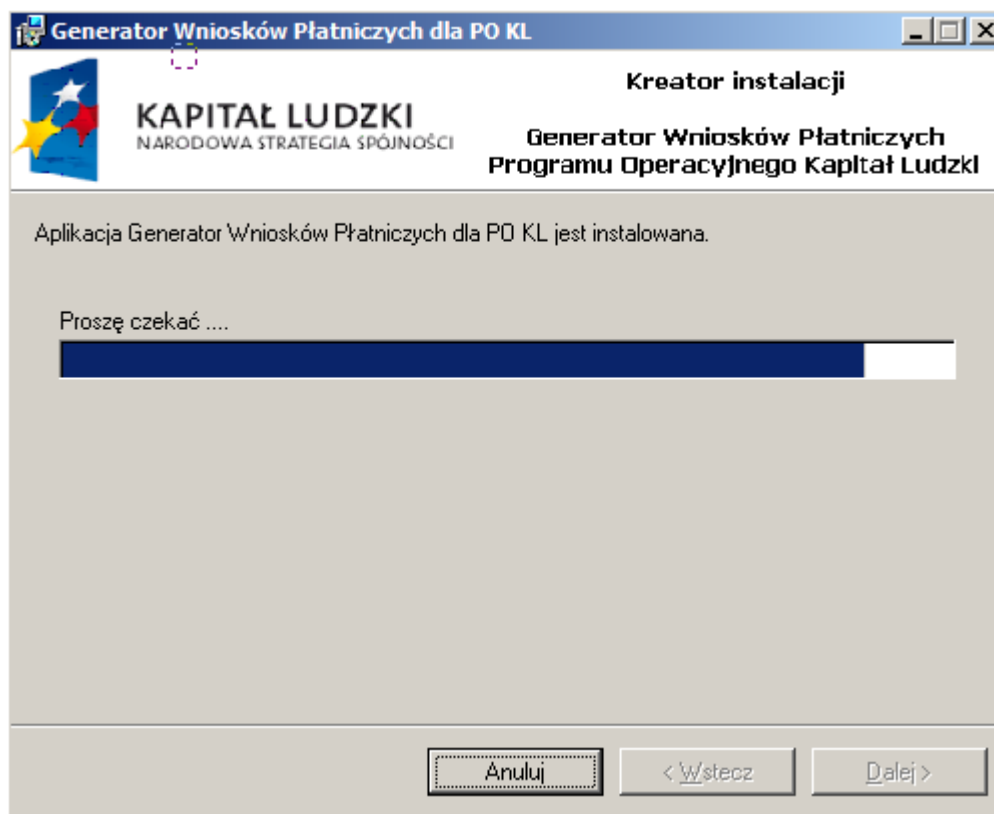 Generator Wniosków Płatniczych dla PO KL
KAPITAŁ LUDZKI
NARODOWA STRATEGIA SPÓJNOŚCI
Kreator instalacji
Generator Wniosków Płatniczych
Programu Operacyjnego Kapitał Ludzki
Aplikacja Generator Wniosków Płatniczych dla PO KL jest instalowana.
Proszę czekać ....
Anuluj
< Wstecz
Dalej >